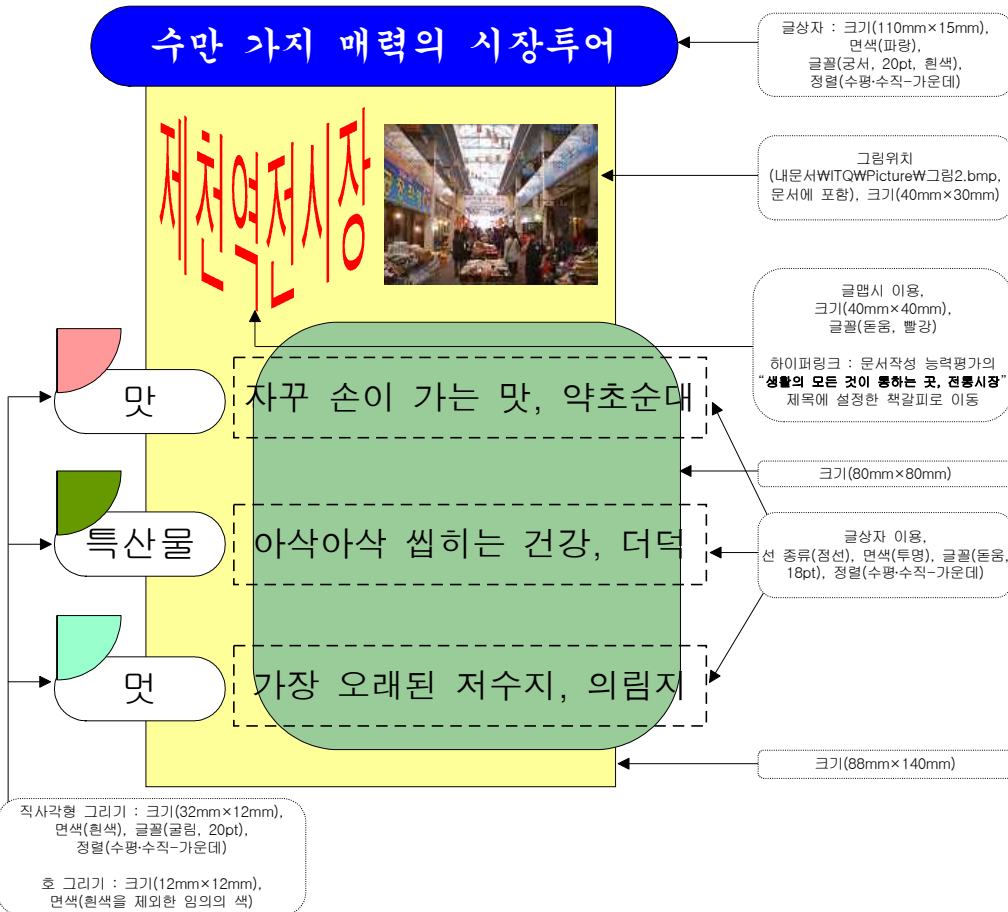 수만 가지 매력의 시장투어
글상자 : 크기(110mm×15mm),
면색(파랑),
글꼴(궁서, 20pt, 흰색),
정렬(수평·수직-가운데)
제천역전시장
그림위치
(내문서₩ITQ₩Picture₩그림2.bmp,
문서에 포함), 크기(40mm×30mm)
글맵시 이용,
크기(40mm×40mm),
글꼴(돋움, 빨강)
하이퍼링크 : 문서작성 능력평가의
“생활의 모든 것이 통하는 곳, 전통시장”
제목에 설정한 책갈피로 이동
맛
자꾸 손이 가는 맛, 약초순대
크기(80mm×80mm)
특산물
아삭아삭 씹히는 건강, 더덕
글상자 이용,
선 종류(점선), 면색(투명), 글꼴(돋움,
18pt), 정렬(수평·수직-가운데)
멋
가장 오래된 저수지, 의림지
크기(88mm×140mm)
직사각형 그리기 : 크기(32mm×12mm),
면색(흰색), 글꼴(굴림, 20pt),
정렬(수평·수직-가운데)
호 그리기 : 크기(12mm×12mm),
면색(흰색을 제외한 임의의 색)